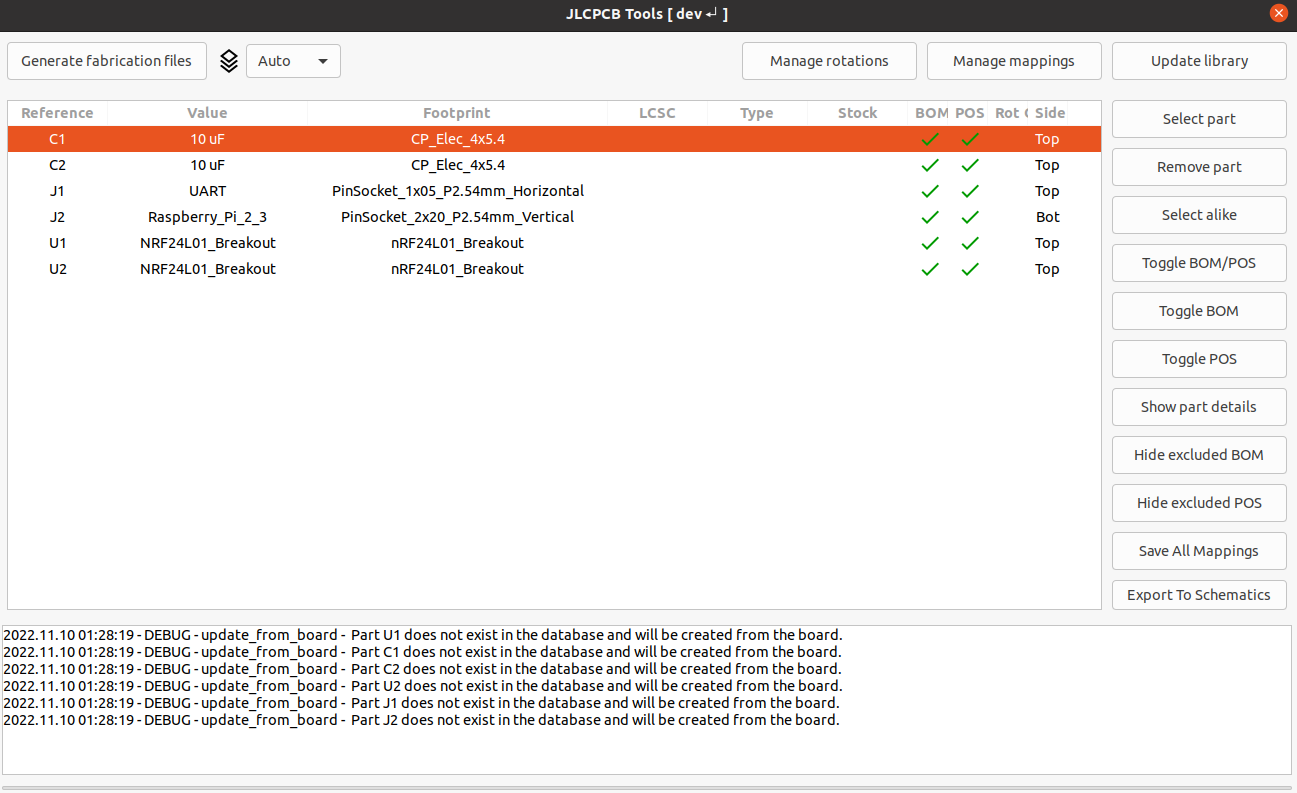 JLCPCB Tools [ dev ↵ ]
Generate fabrication files Auto Manage rotations Manage mappings Update library
Reference Value Footprint LCSC Type Stock BOM POS Rot Side
C1 10 uF CP_Elec_4x5.4 Top
C2 10 uF CP_Elec_4x5.4 Top
J1 UART PinSocket_1x05_P2.54mm_Horizontal Top
J2 Raspberry_Pi_2_3 PinSocket_2x20_P2.54mm_Vertical Bot
U1 NRF24L01_Breakout nRF24L01_Breakout Top
U2 NRF24L01_Breakout nRF24L01_Breakout Top
Select part
Remove part
Select alike
Toggle BOM/POS
Toggle BOM
Toggle POS
Show part details
Hide excluded BOM
Hide excluded POS
Save All Mappings
Export To Schematics
2022.11.10 01:28:19 - DEBUG - update_from_board - Part U1 does not exist in the database and will be created from the board.
2022.11.10 01:28:19 - DEBUG - update_from_board - Part C1 does not exist in the database and will be created from the board.
2022.11.10 01:28:19 - DEBUG - update_from_board - Part C2 does not exist in the database and will be created from the board.
2022.11.10 01:28:19 - DEBUG - update_from_board - Part U2 does not exist in the database and will be created from the board.
2022.11.10 01:28:19 - DEBUG - update_from_board - Part J1 does not exist in the database and will be created from the board.
2022.11.10 01:28:19 - DEBUG - update_from_board - Part J2 does not exist in the database and will be created from the board.